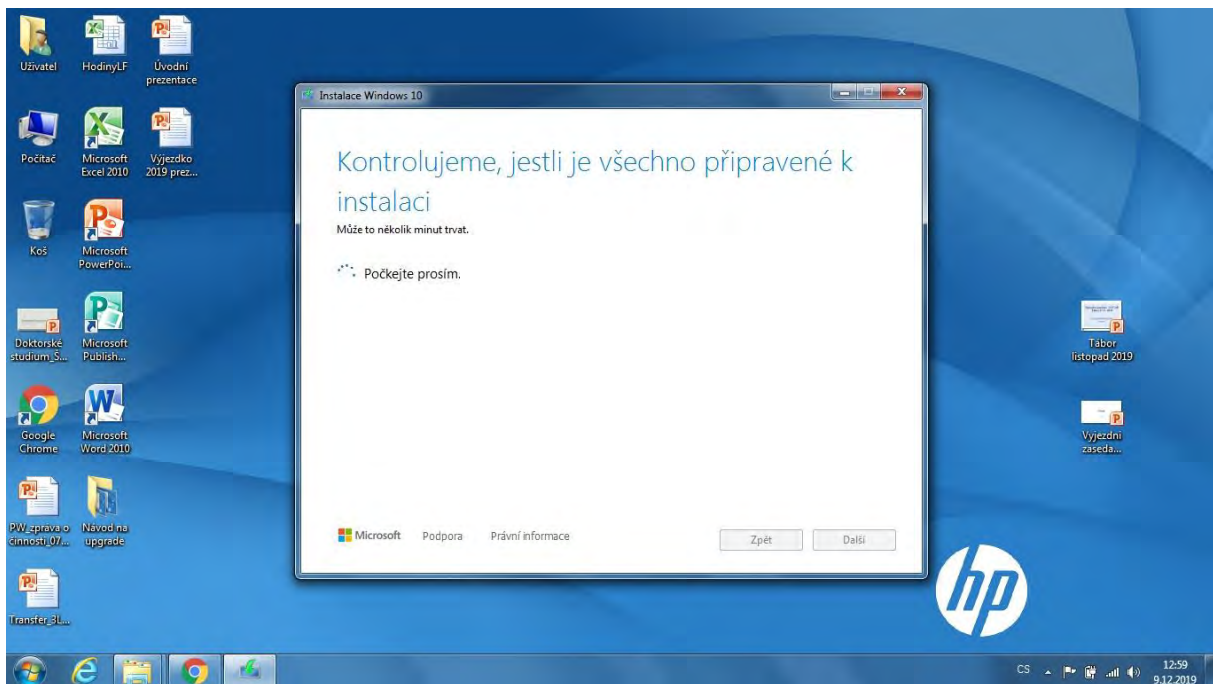 Uživatel
HodinyLF
Úvodní
prezentace
Instalace Windows 10
Počítač
Microsoft
Excel 2010
Výjezdko
2019 prez...
Kontrolujeme, jestli je všechno připravené k
instalaci
Může to několik minut trvat.
Počkejte prosím.
Koš
Microsoft
PowerPoi...
Doktorské
studium_Š...
Microsoft
Publish...
Tábor
listopad 2019
Google
Chrome
Microsoft
Word 2010
Vyjezdni
zaseda...
PW_zprava o
činnosti_07...
Návod na
upgrade
Microsoft
Podpora
Právní informace
Zpět
Další
hp
Transfer_3L...
CS
12:59
9.12.2019